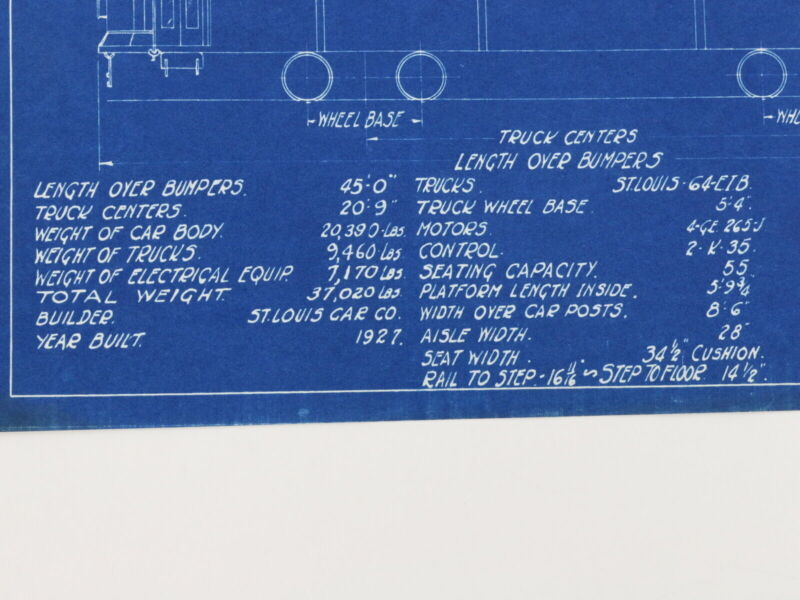 WHEEL BASE
TRUCK CENTERS
LENGTH OVER BUMPERS
LENGTH OVER BUMPERS. 45'-0"
TRUCK CENTERS. 20'-9"
WEIGHT OF CAR BODY. 20,390-Lbs.
WEIGHT OF TRUCKS. 9,460 Lbs.
WEIGHT OF ELECTRICAL EQUIP. 7,170 Lbs.
TOTAL WEIGHT. 37,020 Lbs.
BUILDER. ST. LOUIS CAR CO.
YEAR BUILT. 1927.
TRUCKS. ST. LOUIS-64-EIB.
TRUCK WHEEL BASE. 5'-4".
MOTORS. 4-GE 265-J
CONTROL. 2-K-35.
SEATING CAPACITY. 55
PLATFORM LENGTH INSIDE. 5'-9¾"
WIDTH OVER CAR POSTS. 8'-6"
AISLE WIDTH. 28"
SEAT WIDTH. 34½" CUSHION.
RAIL TO STEP.-16 11/16" STEP TO FLOOR 14½".